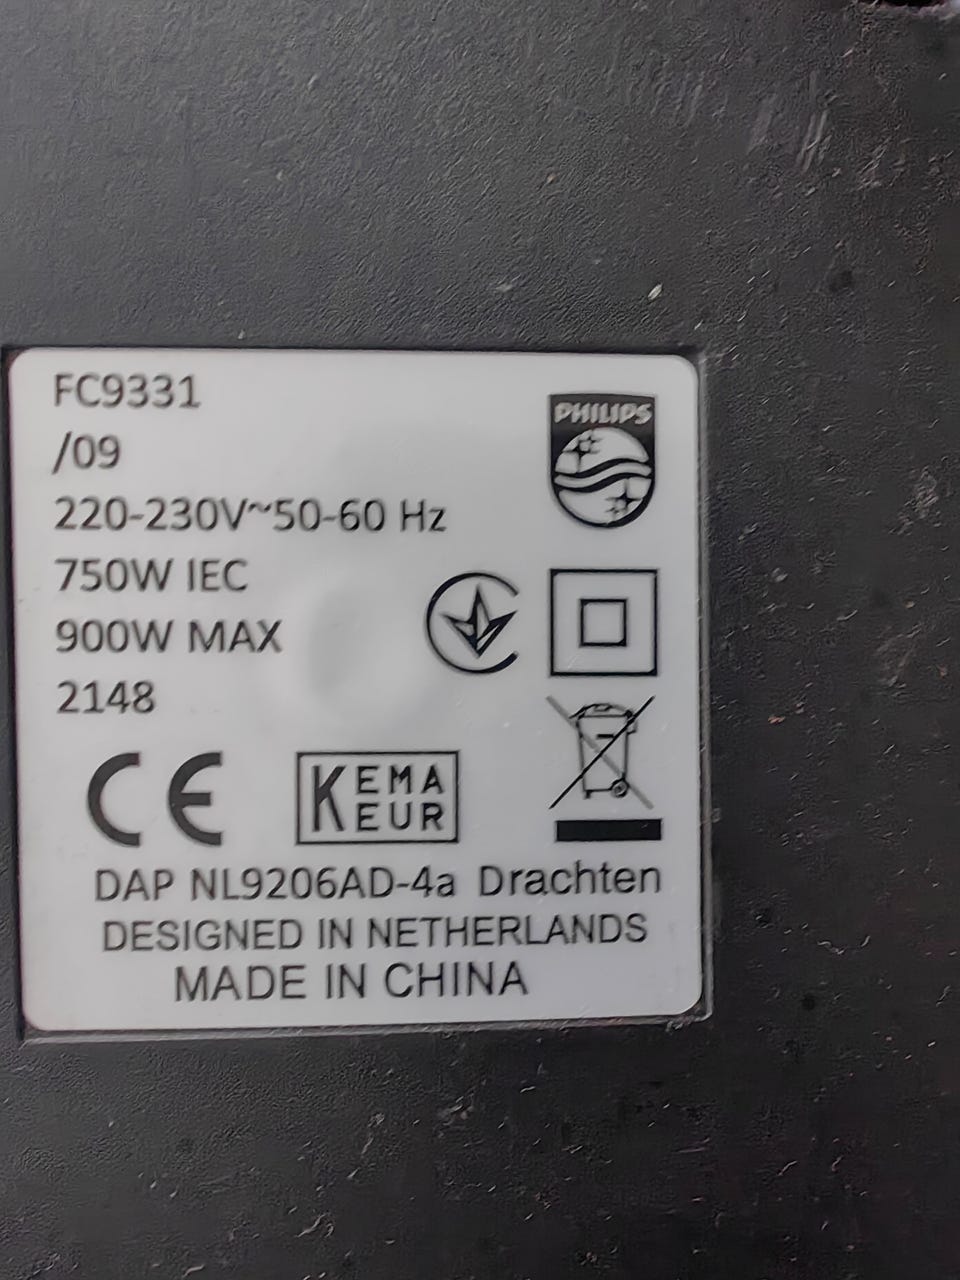 FC9331
/09
PHILIPS
220-230V~50-60 Hz
750W IEC
900W MAX
2148
CE
KEMA
EUR
DAP NL9206AD-4a Drachten
DESIGNED IN NETHERLANDS
MADE IN CHINA